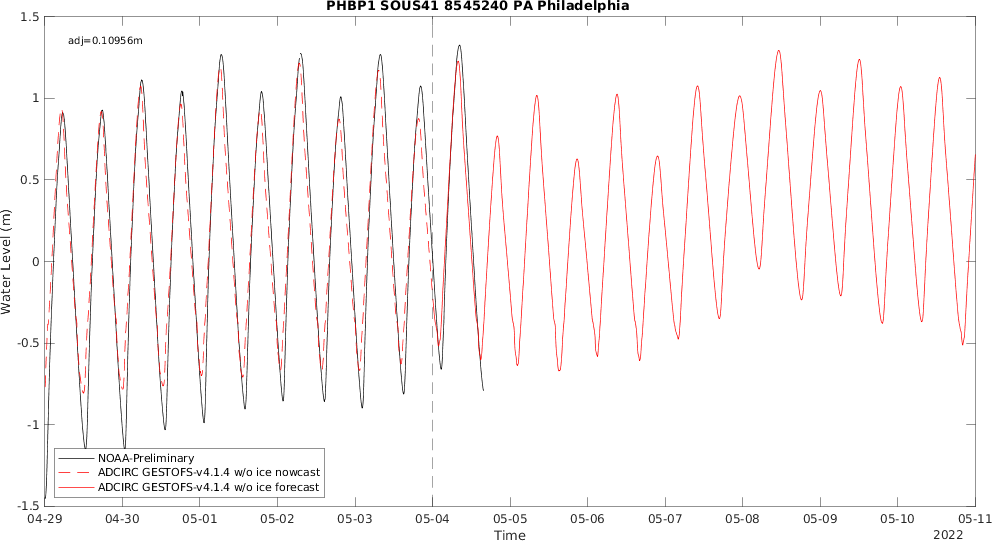 PHBP1 SOUS41 8545240 PA Philadelphia
adj=0.10956m
1.5
1
0.5
0
-0.5
-1
-1.5
Water Level (m)
NOAA-Preliminary
ADCIRC GESTOFS-v4.1.4 w/o ice nowcast
ADCIRC GESTOFS-v4.1.4 w/o ice forecast
04-29 04-30 05-01 05-02 05-03 05-04 05-05 05-06 05-07 05-08 05-09 05-10 05-11
Time
2022